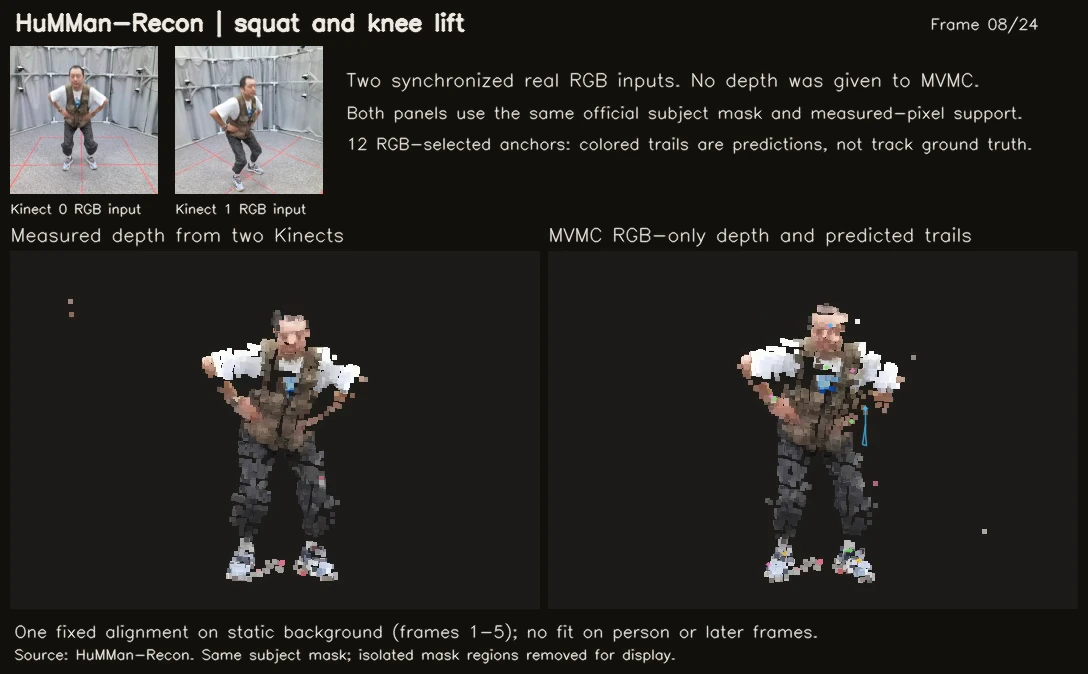 HuMMan-Recon | squat and knee lift
Frame 08/24
Two synchronized real RGB inputs. No depth was given to MVMC.
Both panels use the same official subject mask and measured-pixel support.
12 RGB-selected anchors: colored trails are predictions, not track ground truth.
Kinect 0 RGB input
Kinect 1 RGB input
Measured depth from two Kinects
MVMC RGB-only depth and predicted trails
One fixed alignment on static background (frames 1-5); no fit on person or later frames.
Source: HuMMan-Recon. Same subject mask; isolated mask regions removed for display.